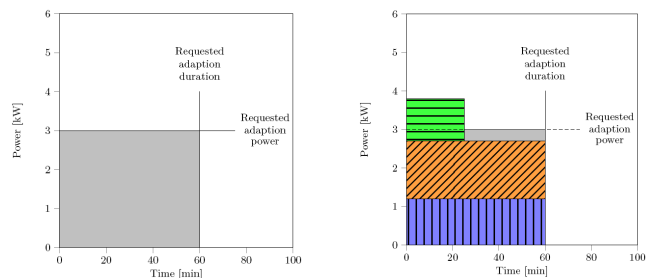 6
5
4
3
2
1
0
Power [kW]
Requested
adaption
duration
Requested
adaption
power
0
20
40
60
80
100
Time [min]
6
5
4
3
2
1
0
Power [kW]
Requested
adaption
duration
Requested
adaption
power
0
20
40
60
80
100
Time [min]